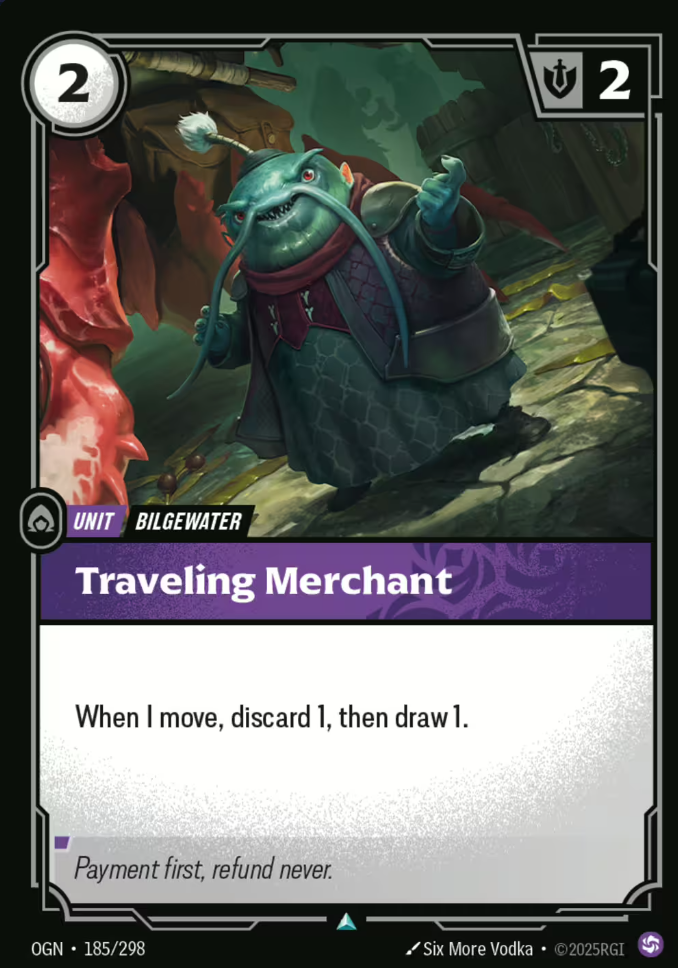 2
2
UNIT BILGEWATER
Traveling Merchant
When I move, discard 1, then draw 1.
Payment first, refund never.
OGN • 185/298
Six More Vodka • ©2025RGI